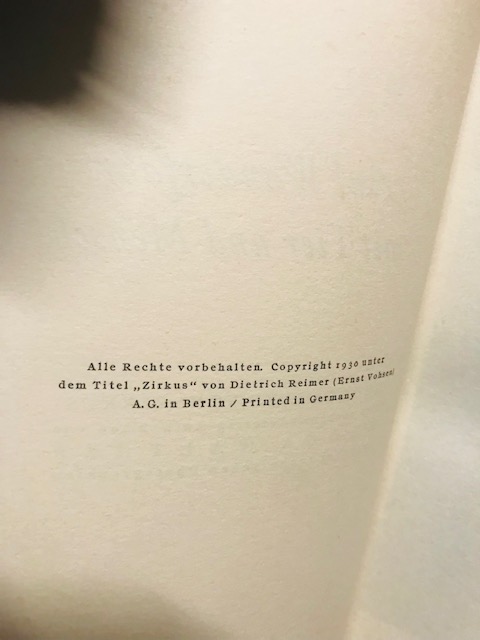 Alle Rechte vorbehalten. Copyright 1930 unter
dem Titel „Zirkus“ von Dietrich Reimer (Ernst Vohsen)
A. G. in Berlin / Printed in Germany